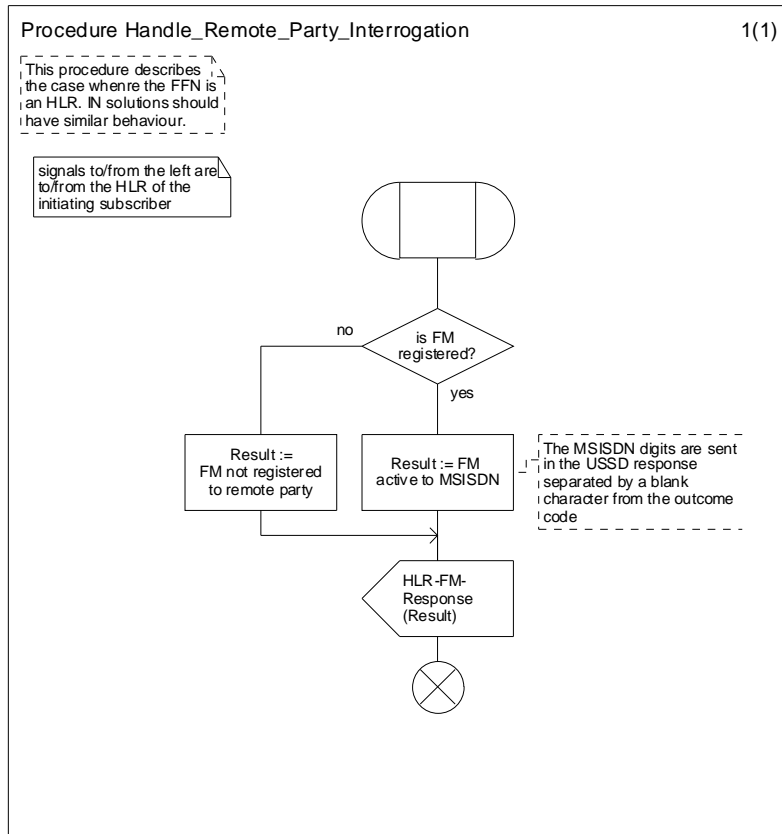 Procedure Handle_Remote_Party_Interrogation
1(1)
This procedure describes
the case whenre the FFN is
an HLR. IN solutions should
have similar behaviour.
signals to/from the left are
to/from the HLR of the
initiating subscriber
no
is FM
registered?
yes
Result :=
FM not registered
to remote party
Result := FM
active to MSISDN
The MSISDN digits are sent
in the USSD response
separated by a blank
character from the outcome
code
HLR-FM-
Response
(Result)